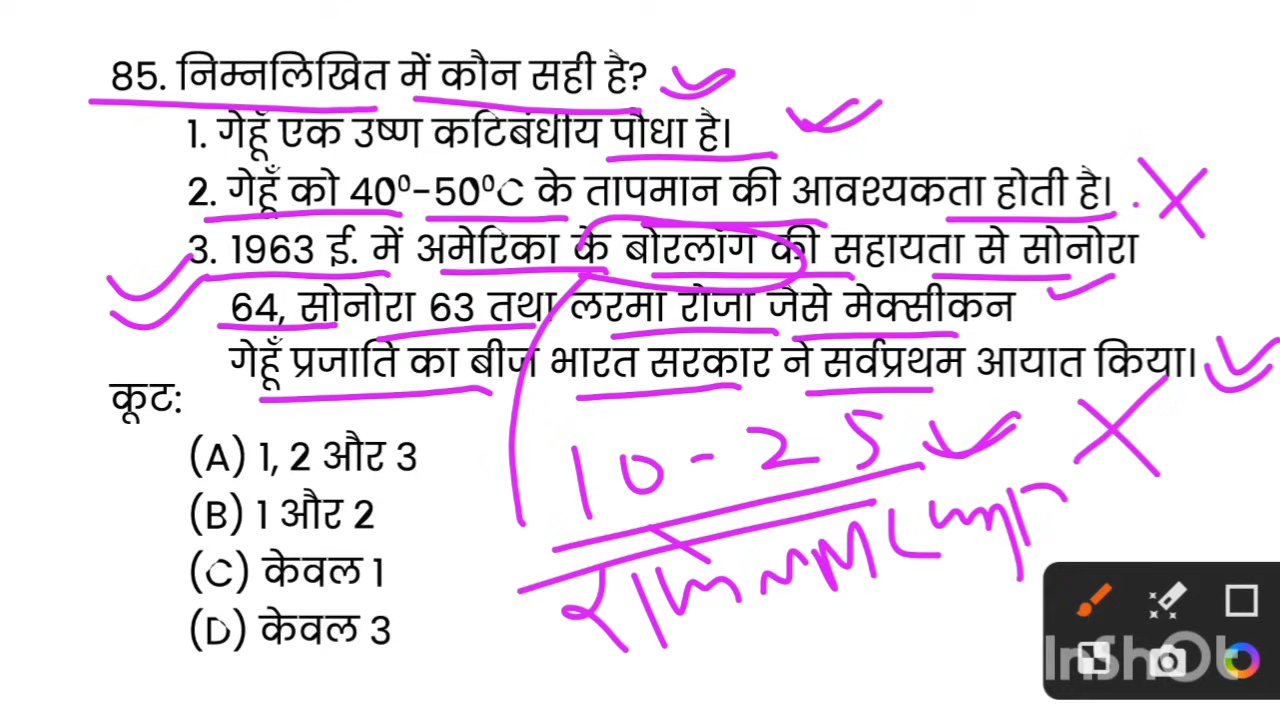 85. निम्नलिखित में कौन सही है?
1. गेहूँ एक उष्ण कटिबंधीय पौधा है।
2. गेहूँ को 40⁰-50⁰C के तापमान की आवश्यकता होती है।
3. 1963 ई. में अमेरिका के बोरलांग की सहायता से सोनोरा
64, सोनोरा 63 तथा लरमा रोजा जैसे मेक्सीकन
गेहूँ प्रजाति का बीज भारत सरकार ने सर्वप्रथम आयात किया।
कूट:
(A) 1, 2 और 3
10-25
(B) 1 और 2
(C) केवल 1
(D) केवल 3
InShOt